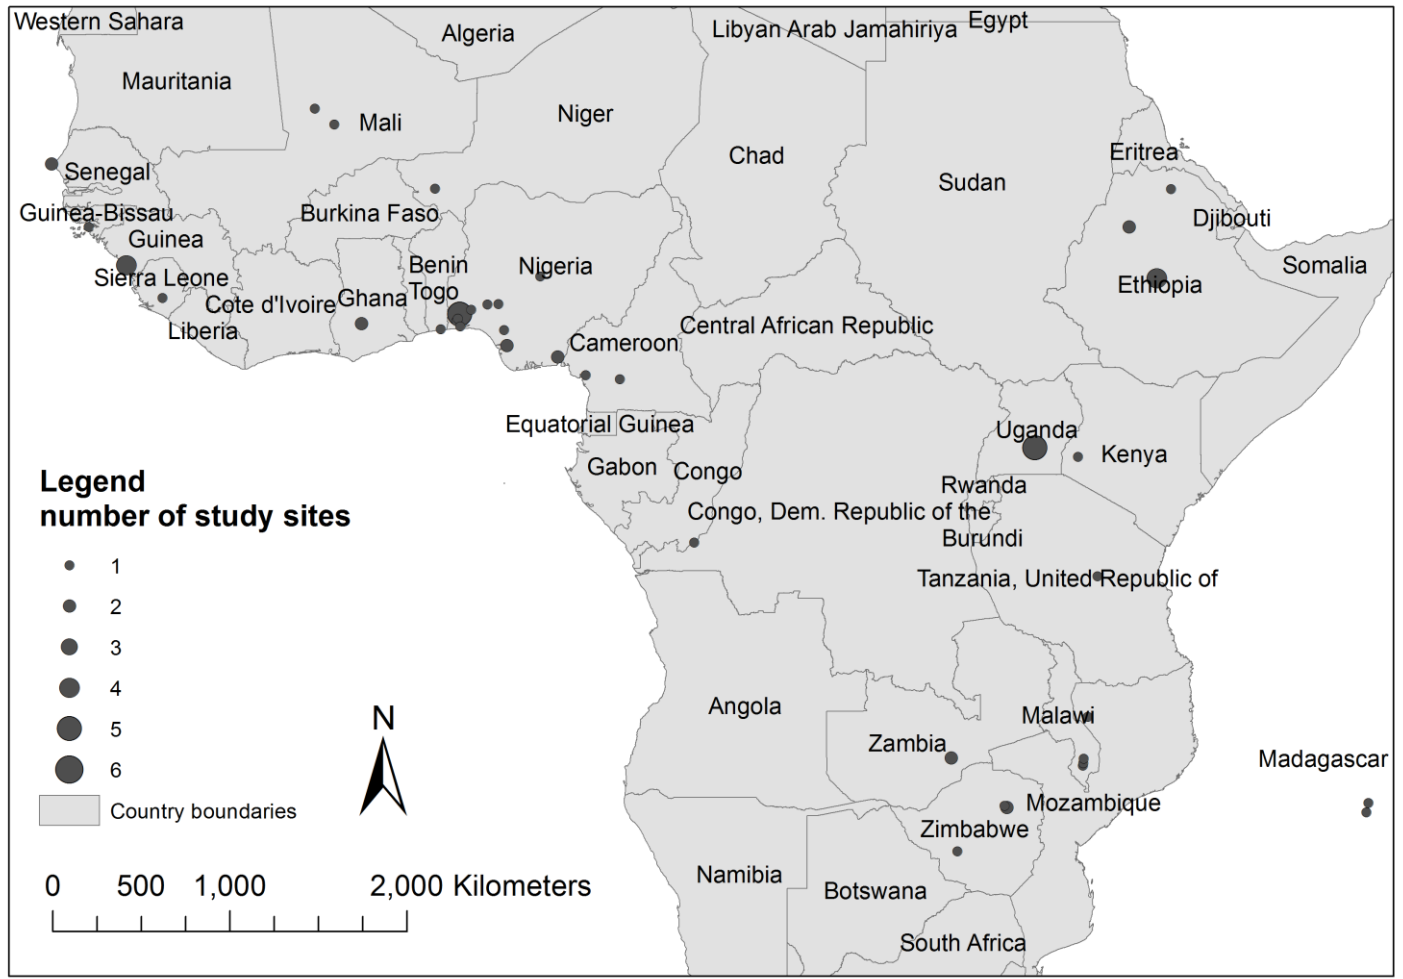 Western Sahara
Algeria
Libyan Arab Jamahiriya
Egypt
Mauritania
Mali
Niger
Chad
Sudan
Eritrea
Senegal
Guinea-Bissau
Burkina Faso
Djibouti
Guinea
Benin
Nigeria
Somalia
Sierra Leone
Togo
Ethiopia
Cote d'Ivoire
Ghana
Liberia
Central African Republic
Cameroon
Equatorial Guinea
Uganda
Kenya
Gabon
Congo
Rwanda
Congo, Dem. Republic of the
Burundi
Tanzania, United Republic of
Angola
Malawi
Zambia
Madagascar
Mozambique
Zimbabwe
Namibia
Botswana
South Africa
Legend
number of study sites
1
2
3
4
5
6
Country boundaries
N
0 500 1,000 2,000 Kilometers